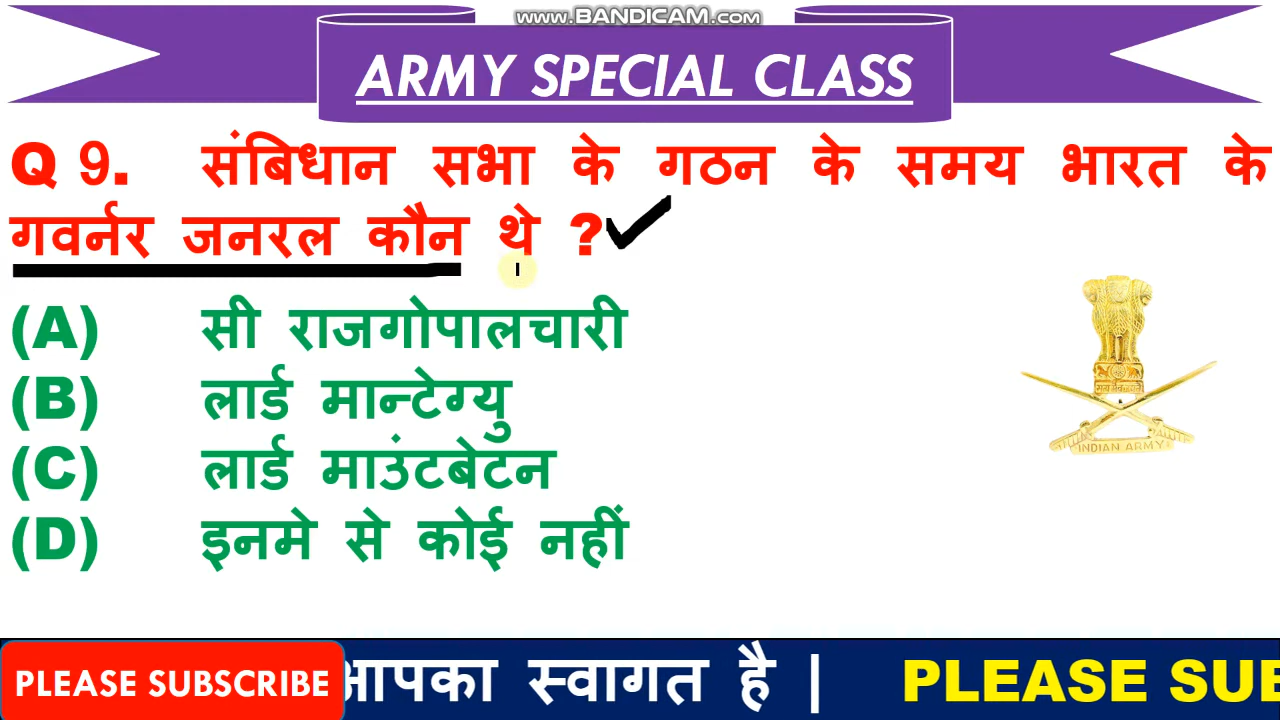 www.BANDICAM.com
ARMY SPECIAL CLASS
Q 9. संबिधान सभा के गठन के समय भारत के
गवर्नर जनरल कौन थे ?
(A) सी राजगोपालचारी
(B) लार्ड मान्टेग्यु
(C) लार्ड माउंटबेटन
(D) इनमे से कोई नहीं
INDIAN ARMY
PLEASE SUBSCRIBE आपका स्वागत है | PLEASE SUB